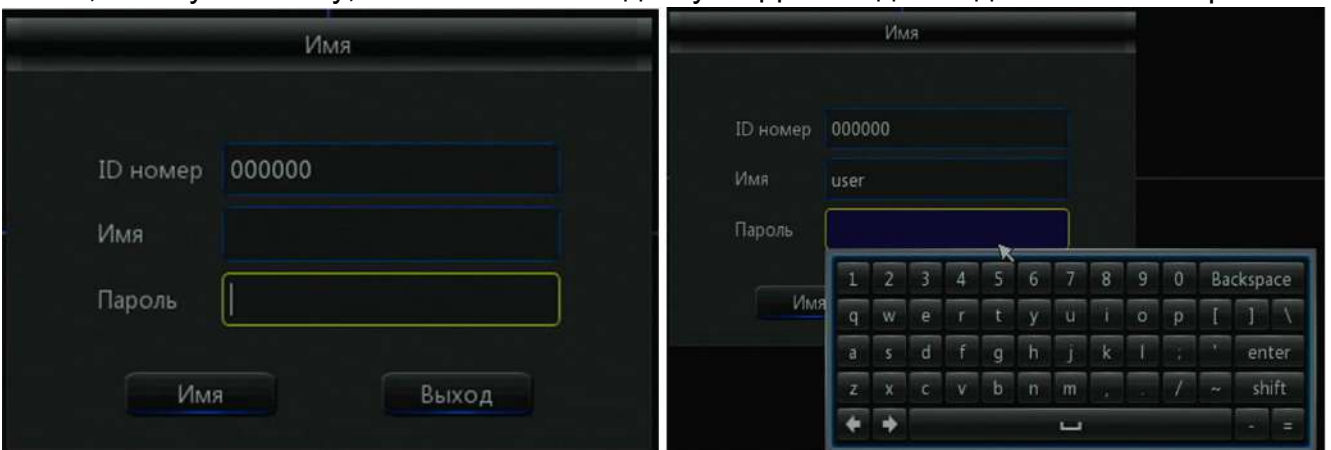 Имя
ID номер 000000
Имя
Пароль
Имя Выход
Имя
ID номер 000000
Имя user
Пароль
Имя
1 2 3 4 5 6 7 8 9 0 Backspace
q w e r t y u i o p [ ] \
a s d f g h j k l ; ' enter
z x c v b n m , . / ~ shift
- =